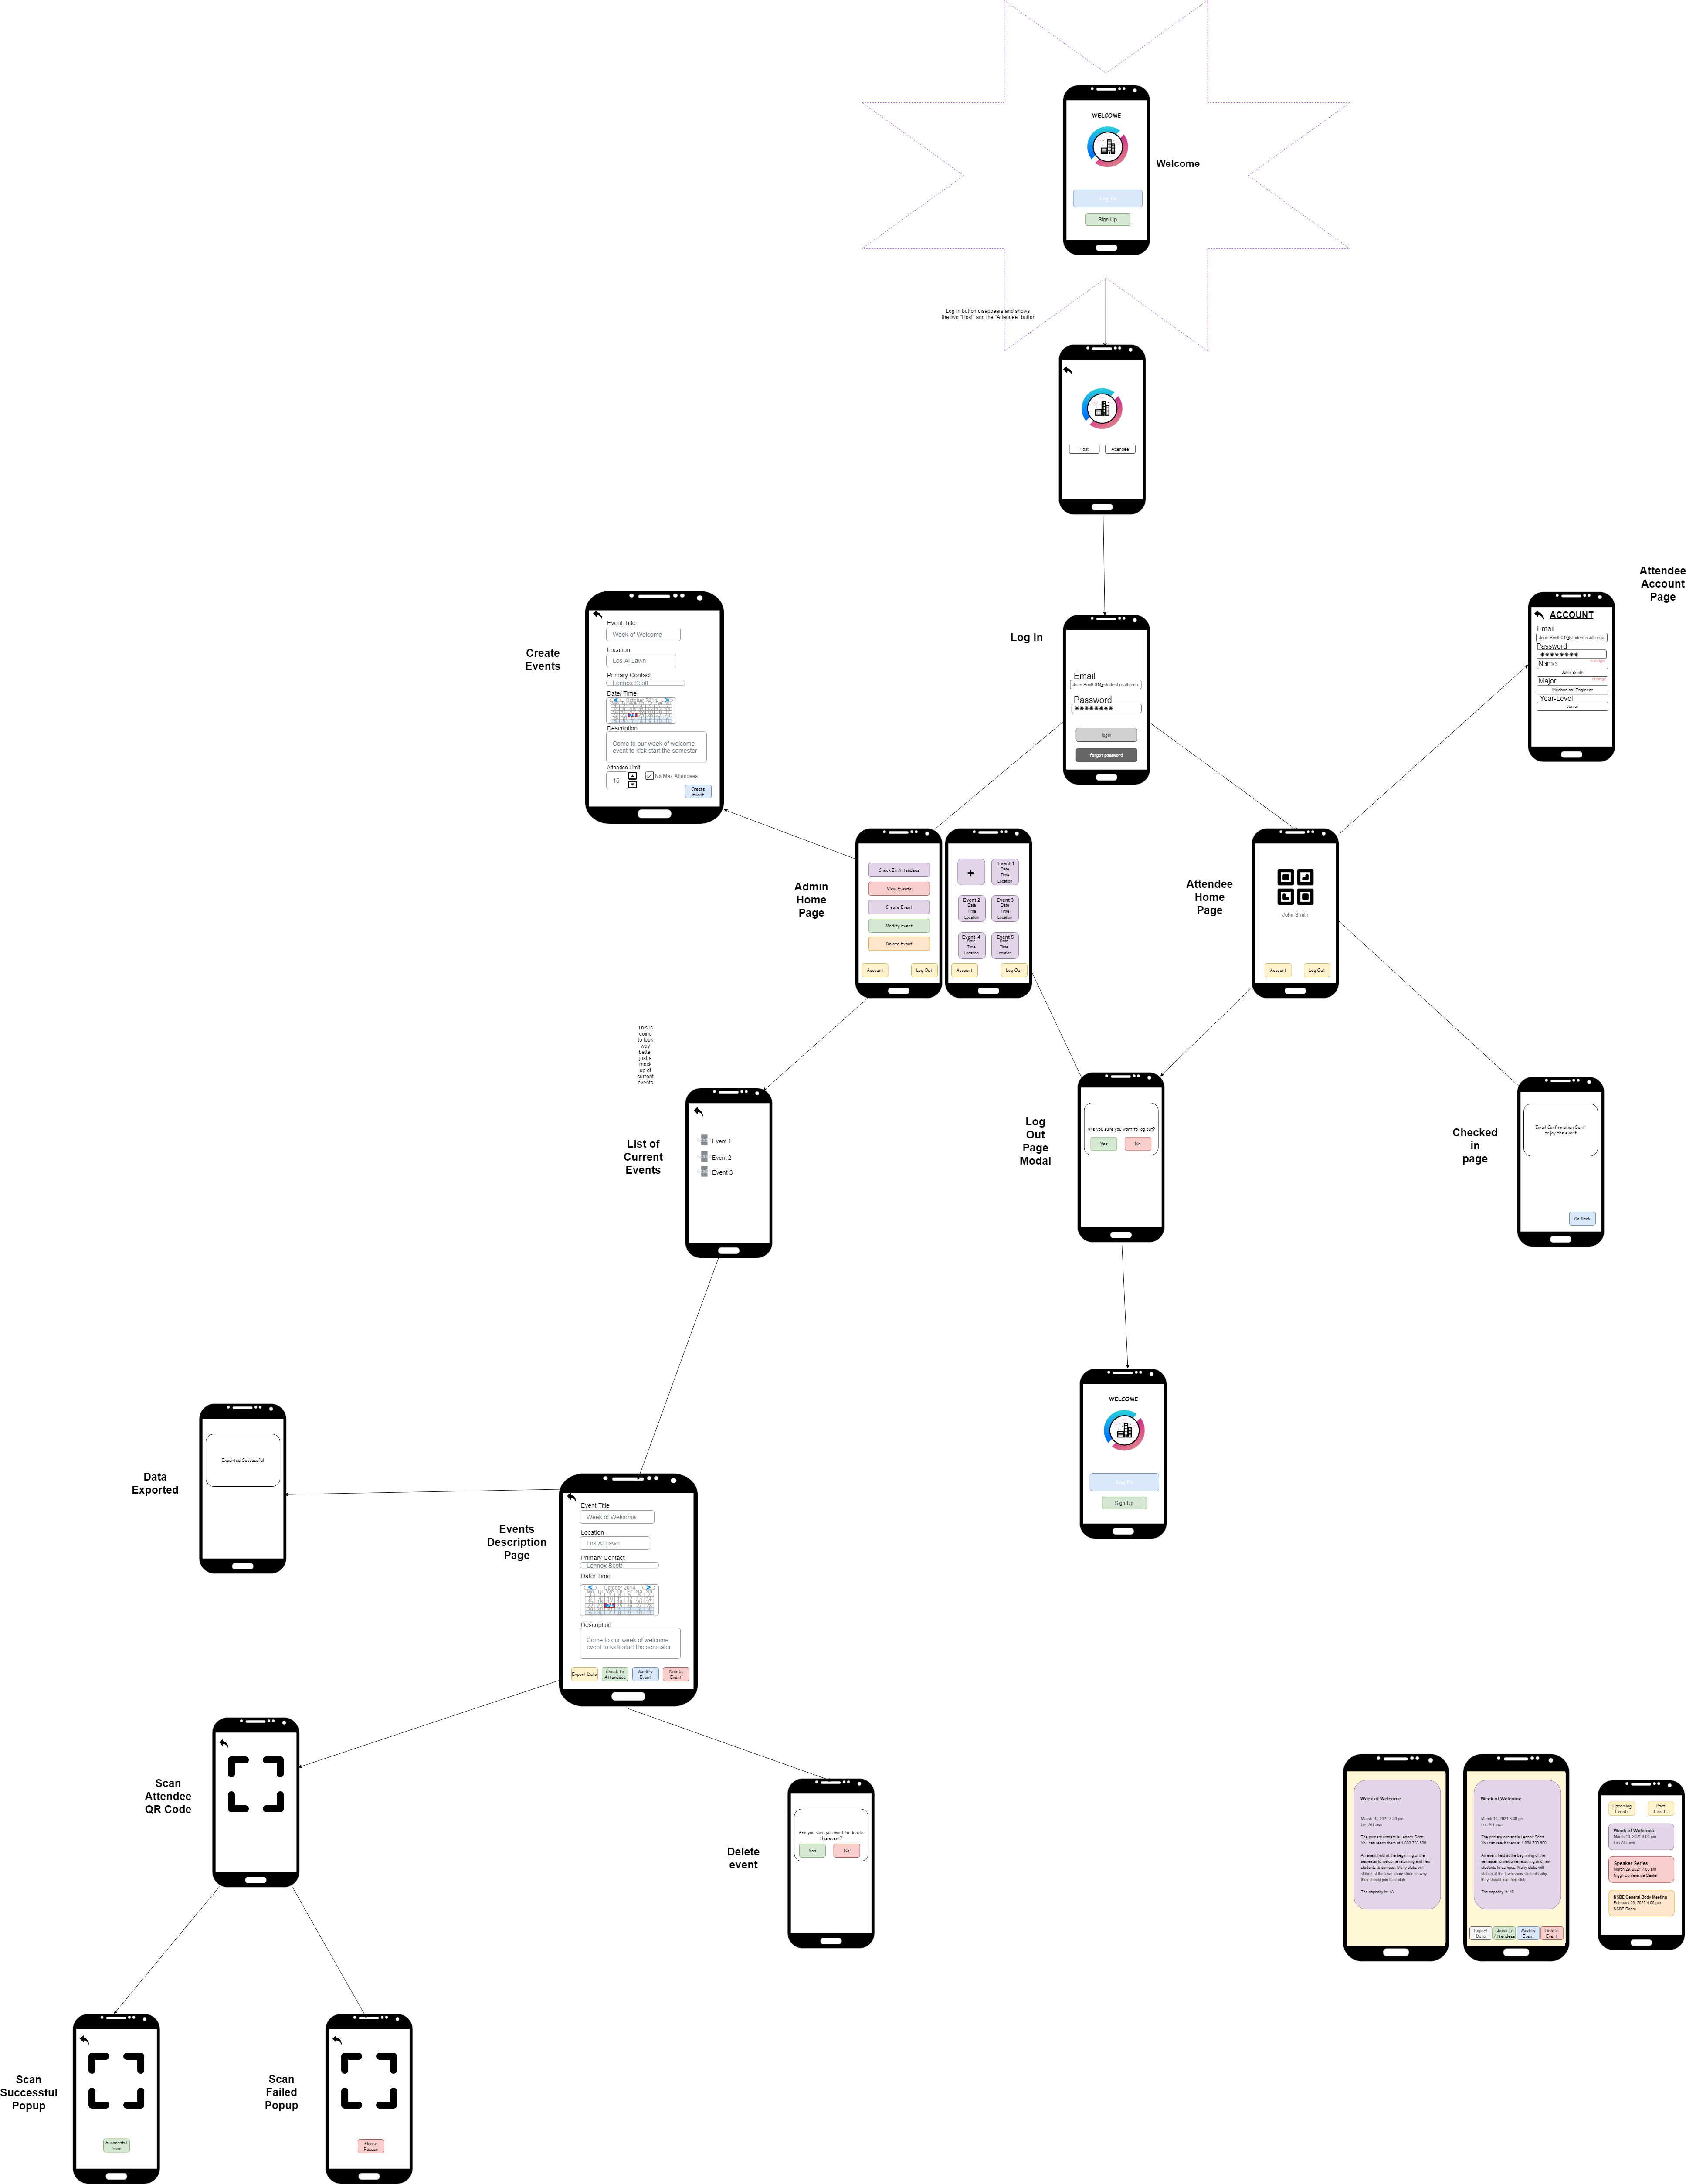 WELCOME
Welcome
Log In
Sign Up
Log In button disappears and shows
the two "Host" and the "Attendee" button
Host
Attendee
Attendee
Account
Page
ACCOUNT
Email
John.Smith01@student.csulb.edu
Password
change
Name
John Smith
change
Major
Mechanical Engineer
Year-Level
Junior
Log In
Email
John.Smith01@student.csulb.edu
Password
login
Forgot password
Create
Events
Event Title
Week of Welcome
Location
Los Al Lawn
Primary Contact
Lennox Scott
Date/ Time
October 2014
Description
Come to our week of welcome
event to kick start the semester
Attendee Limit
15
No Max Attendees
Create
Event
Admin
Home
Page
Check In Attendees
View Events
Create Event
Modify Event
Delete Event
Account
Log Out
+
Event 1
Date
Time
Location
Event 2
Date
Time
Location
Event 3
Date
Time
Location
Event 4
Date
Time
Location
Event 5
Date
Time
Location
Account
Log Out
Attendee
Home
Page
John Smith
Account
Log Out
This is
going
to look
way
better
just a
mock
up of
current
events
List of
Current
Events
Event 1
Event 2
Event 3
Log
Out
Page
Modal
Are you sure you want to log out?
Yes
No
Checked
in
page
Email Confirmation Sent!
Enjoy the event
Go Back
WELCOME
Log In
Sign Up
Data
Exported
Exported Successful
Events
Description
Page
Event Title
Week of Welcome
Location
Los Al Lawn
Primary Contact
Lennox Scott
Date/ Time
October 2014
Description
Come to our week of welcome
event to kick start the semester
Export Data
Check In
Attendees
Modify
Event
Delete
Event
Scan
Attendee
QR Code
Delete
event
Are you sure you want to delete
this event?
Yes
No
Week of Welcome
March 10, 2021 3:00 pm
Los Al Lawn
The primary contact is Lennox Scott
You can reach them at 1 800 700 600
An event held at the beginning of the
semester to welcome returning and new
students to campus. Many clubs will
station at the lawn show students why
they should join their club
The capacity is: 45
Week of Welcome
March 10, 2021 3:00 pm
Los Al Lawn
The primary contact is Lennox Scott
You can reach them at 1 800 700 600
An event held at the beginning of the
semester to welcome returning and new
students to campus. Many clubs will
station at the lawn show students why
they should join their club
The capacity is: 45
Export
Data
Check In
Attendees
Modify
Event
Delete
Event
Upcoming
Events
Past
Events
Week of Welcome
March 10, 2021 3:00 pm
Los Al Lawn
Speaker Series
March 29, 2021 7:00 am
Niggli Conference Center
NSBE General Body Meeting
February 29, 2020 4:00 pm
NSBE Room
Scan
Successful
Popup
Successful
Scan
Scan
Failed
Popup
Please
Rescan